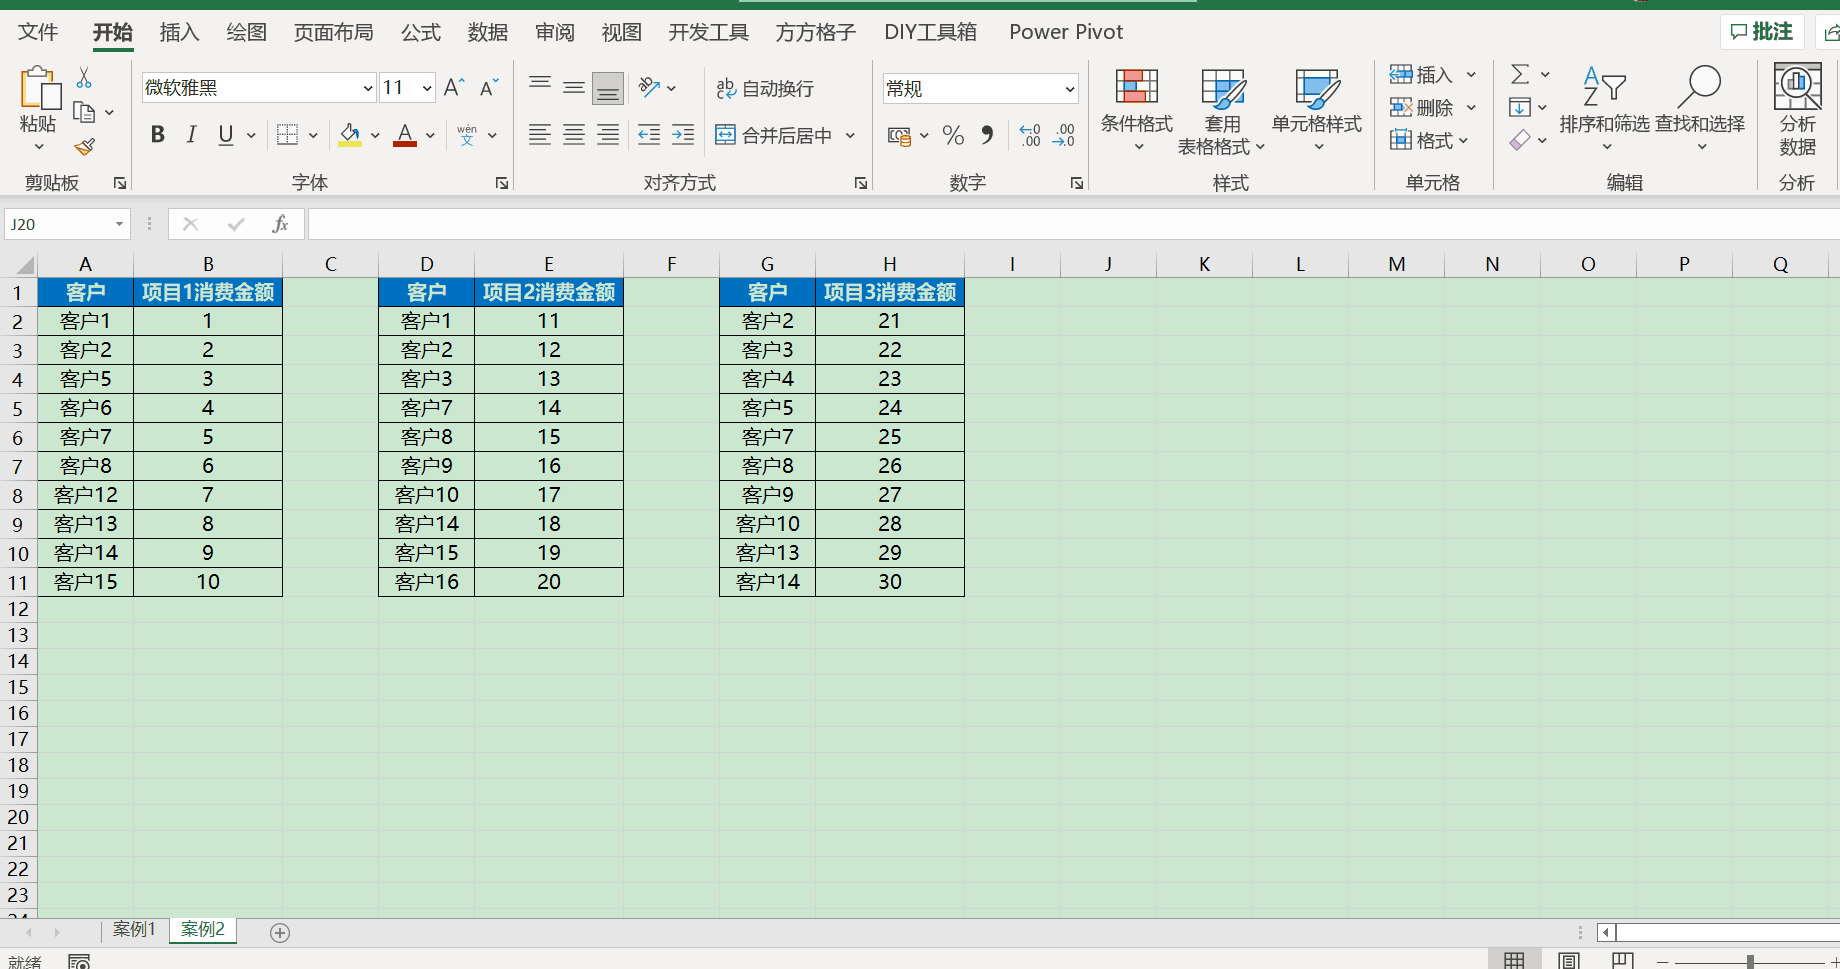 文件 开始 插入 绘图 页面布局 公式 数据 审阅 视图 开发工具 方方格子 DIY工具箱 Power Pivot 批注
粘贴 微软雅黑 11 A A ab 自动换行 常规 条件格式 套用 表格格式 单元格样式 插入 删除 格式 Σ AZ 排序和筛选 查找和选择 分析 数据
B I U A wén 文 合并后居中 % .00 .0
剪贴板 字体 对齐方式 数字 样式 单元格 编辑 分析
J20 fx
A B C D E F G H I J K L M N O P Q
1 客户 项目1消费金额 客户 项目2消费金额 客户 项目3消费金额
2 客户1 1 客户1 11 客户2 21
3 客户2 2 客户2 12 客户3 22
4 客户5 3 客户3 13 客户4 23
5 客户6 4 客户7 14 客户5 24
6 客户7 5 客户8 15 客户7 25
7 客户8 6 客户9 16 客户8 26
8 客户12 7 客户10 17 客户9 27
9 客户13 8 客户14 18 客户10 28
10 客户14 9 客户15 19 客户13 29
11 客户15 10 客户16 20 客户14 30
12
13
14
15
16
17
18
19
20
21
22
23
案例1 案例2
就绪